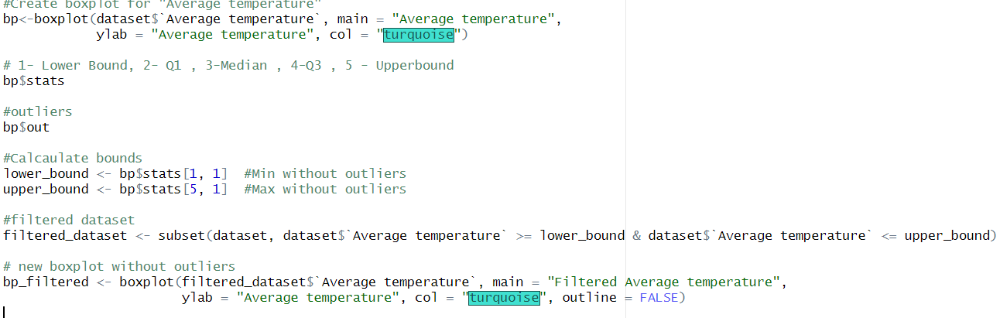 #Create boxplot for "Average temperature"
bp<-boxplot(dataset$`Average temperature`, main = "Average temperature",
            ylab = "Average temperature", col = "turquoise")
# 1- Lower Bound, 2- Q1 , 3-Median , 4-Q3 , 5 - Upperbound
bp$stats
#outliers
bp$out
#Calcaulate bounds
lower_bound <- bp$stats[1, 1]  #Min without outliers
upper_bound <- bp$stats[5, 1]  #Max without outliers
#filtered dataset
filtered_dataset <- subset(dataset, dataset$`Average temperature` >= lower_bound & dataset$`Average temperature` <= upper_bound)
# new boxplot without outliers
bp_filtered <- boxplot(filtered_dataset$`Average temperature`, main = "Filtered Average temperature",
                       ylab = "Average temperature", col = "turquoise", outline = FALSE)